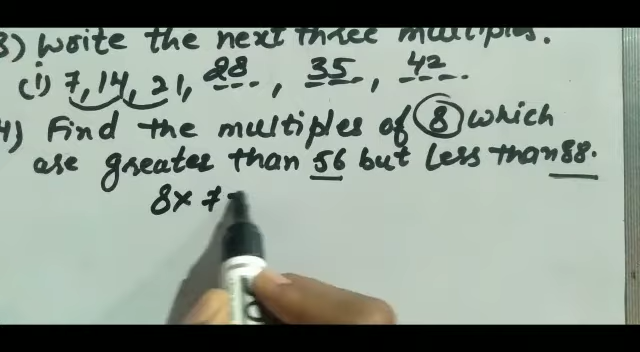 3) Write the next three multiples.
(i) 7, 14, 21, 28, 35, 42.
4) Find the multiples of 8 which
are greater than 56 but less than 88.
8 × 7 =